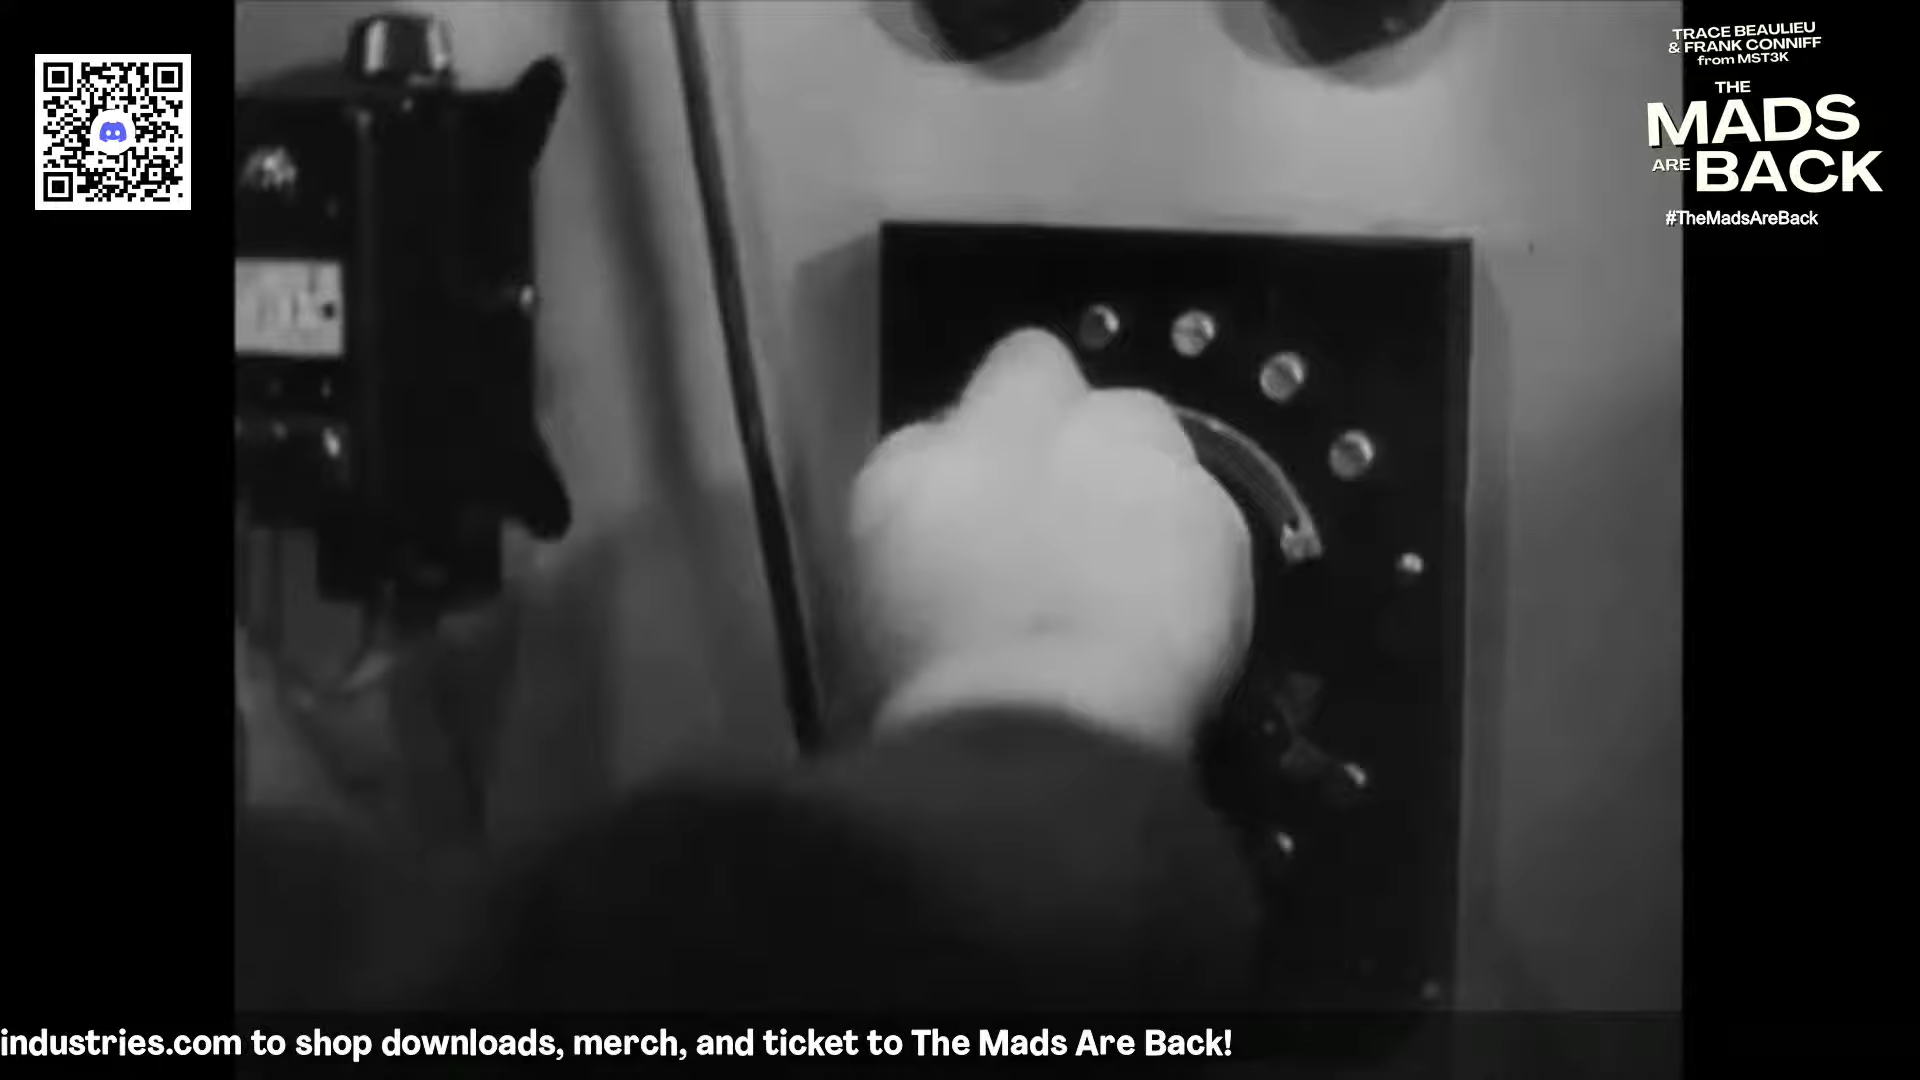 TRACE BEAULIEU
& FRANK CONNIFF
from MST3K
THE
MADS
ARE BACK
#TheMadsAreBack
industries.com to shop downloads, merch, and ticket to The Mads Are Back!